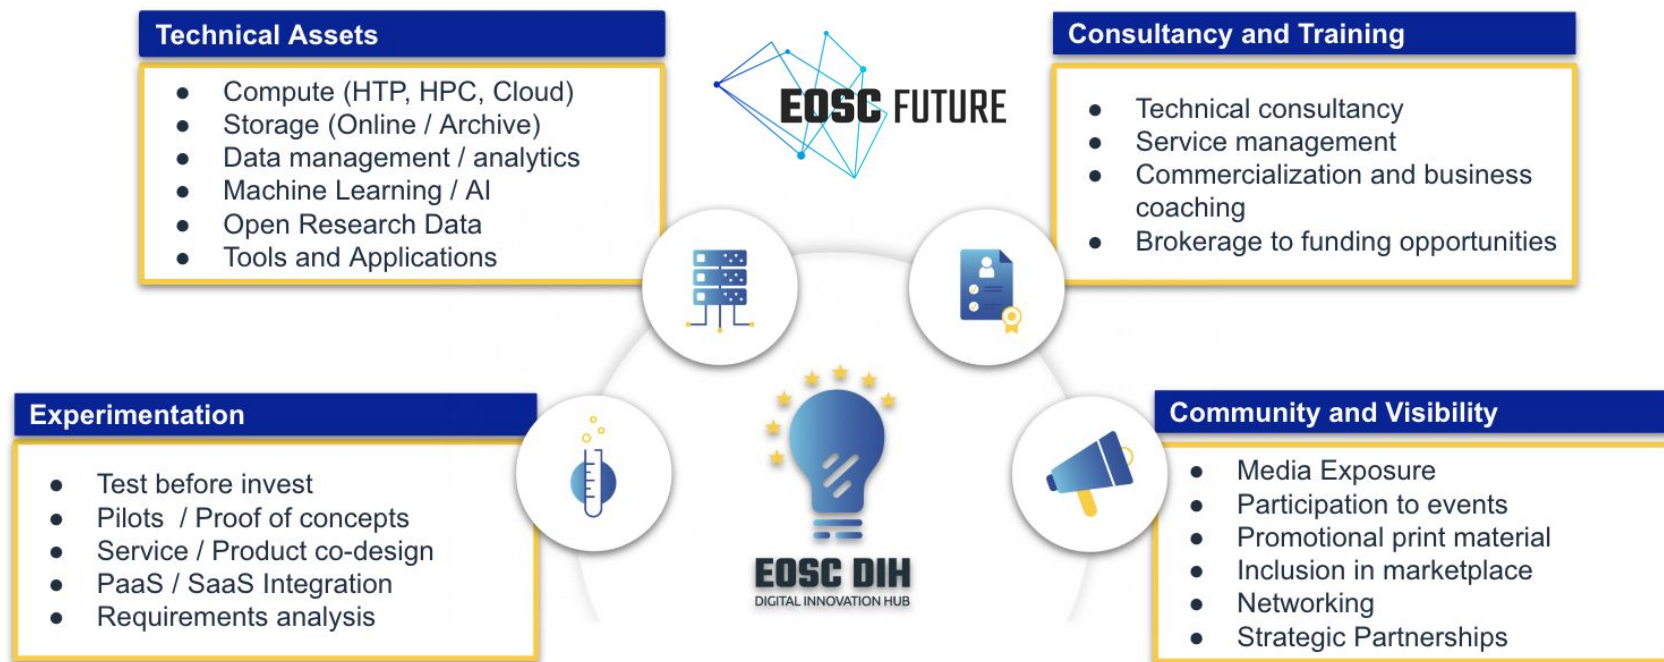 Technical Assets
● Compute (HTP, HPC, Cloud)
● Storage (Online / Archive)
● Data management / analytics
● Machine Learning / AI
● Open Research Data
● Tools and Applications
EOSC FUTURE
Consultancy and Training
● Technical consultancy
● Service management
● Commercialization and business
coaching
● Brokerage to funding opportunities
Experimentation
● Test before invest
● Pilots / Proof of concepts
● Service / Product co-design
● PaaS / SaaS Integration
● Requirements analysis
EOSC DIH
DIGITAL INNOVATION HUB
Community and Visibility
● Media Exposure
● Participation to events
● Promotional print material
● Inclusion in marketplace
● Networking
● Strategic Partnerships